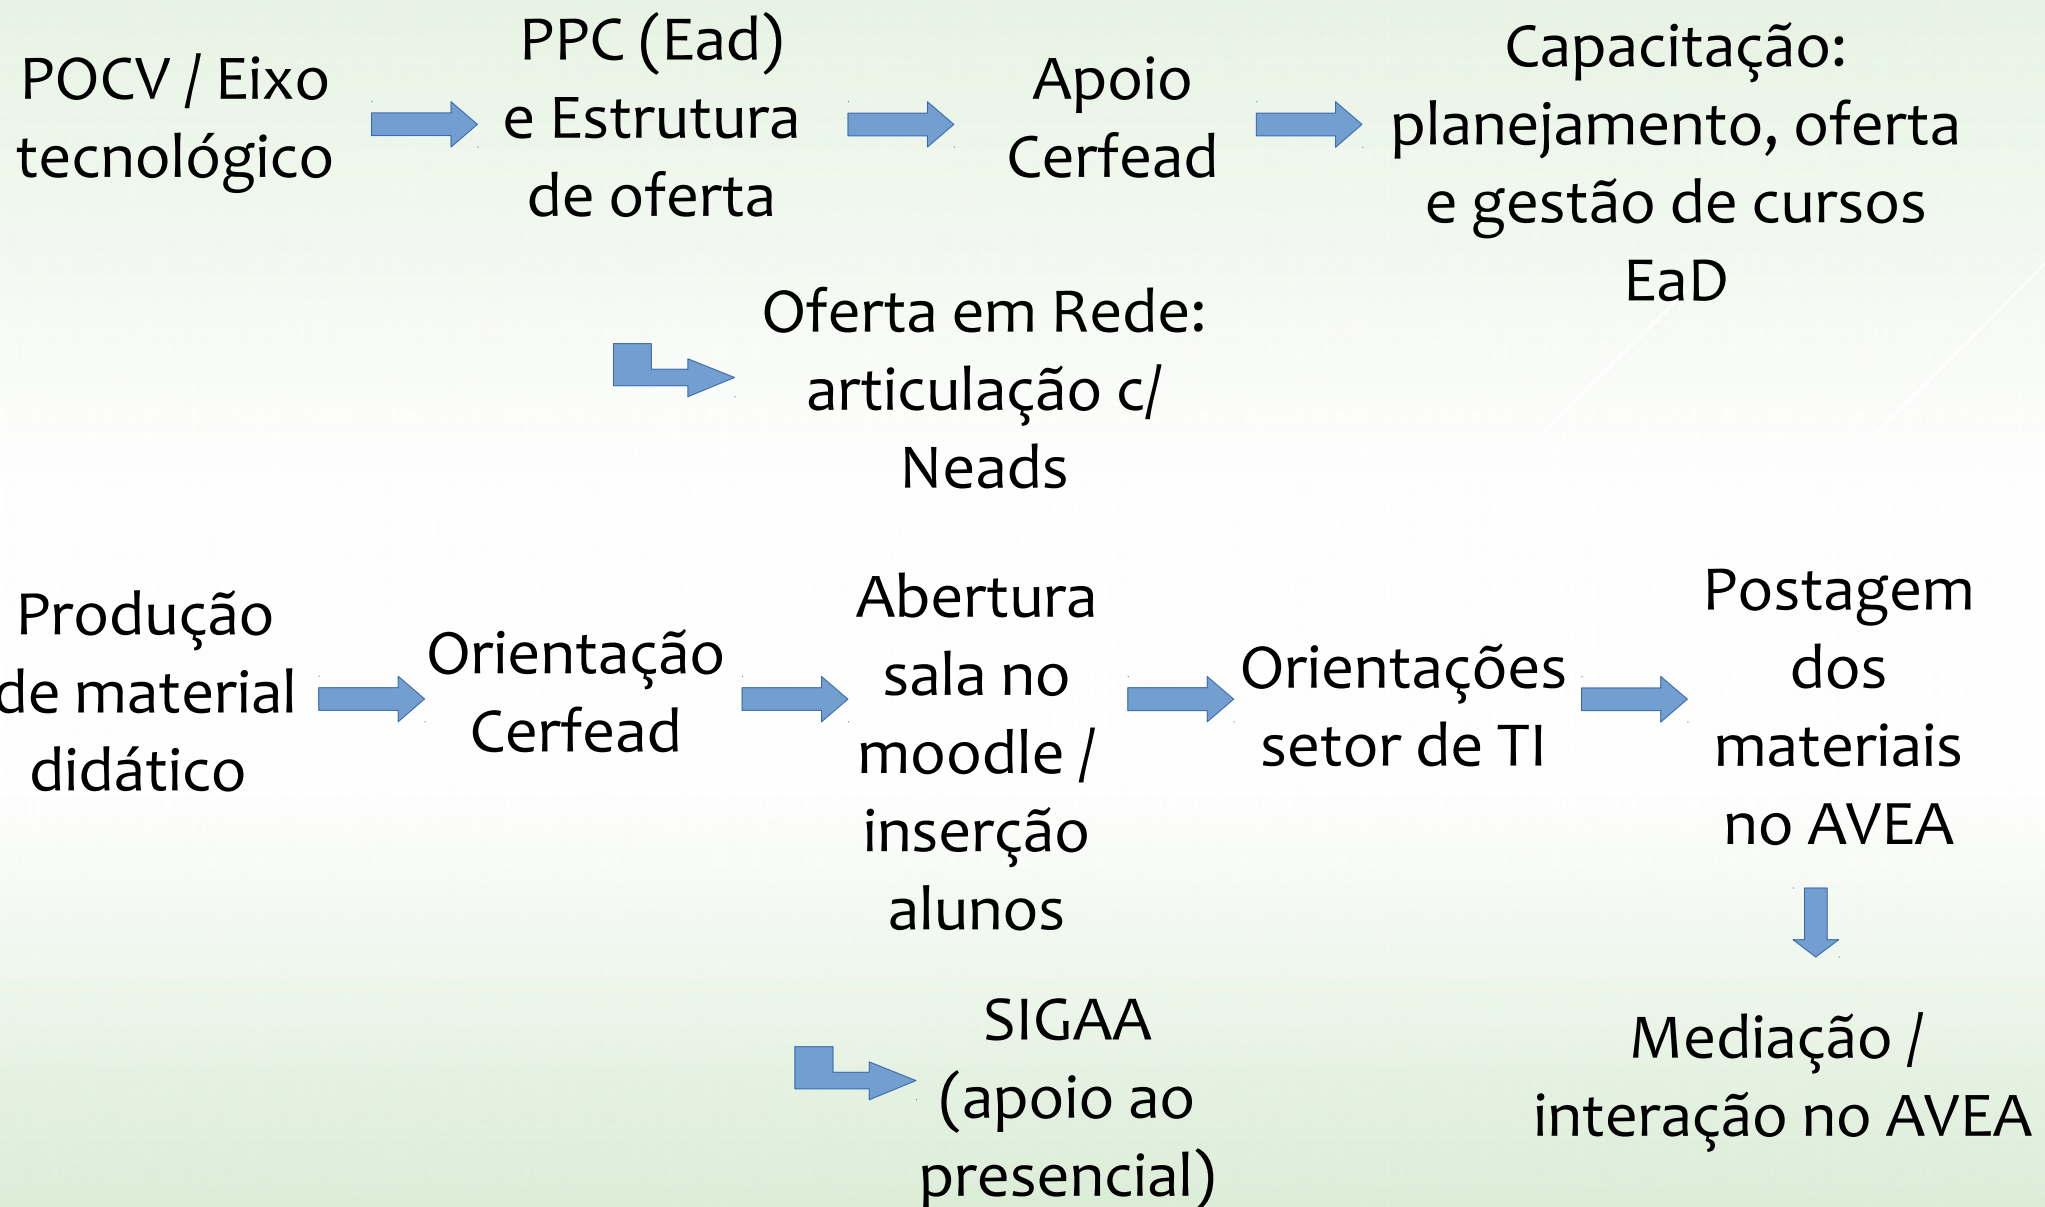 POCV / Eixo
tecnológico
PPC (Ead)
e Estrutura
de oferta
Apoio
Cerfead
Capacitação:
planejamento, oferta
e gestão de cursos
EaD
Oferta em Rede:
articulação c/
Neads
Produção
de material
didático
Orientação
Cerfead
Abertura
sala no
moodle /
inserção
alunos
Orientações
setor de TI
Postagem
dos
materiais
no AVEA
SIGAA
(apoio ao
presencial)
Mediação /
interação no AVEA